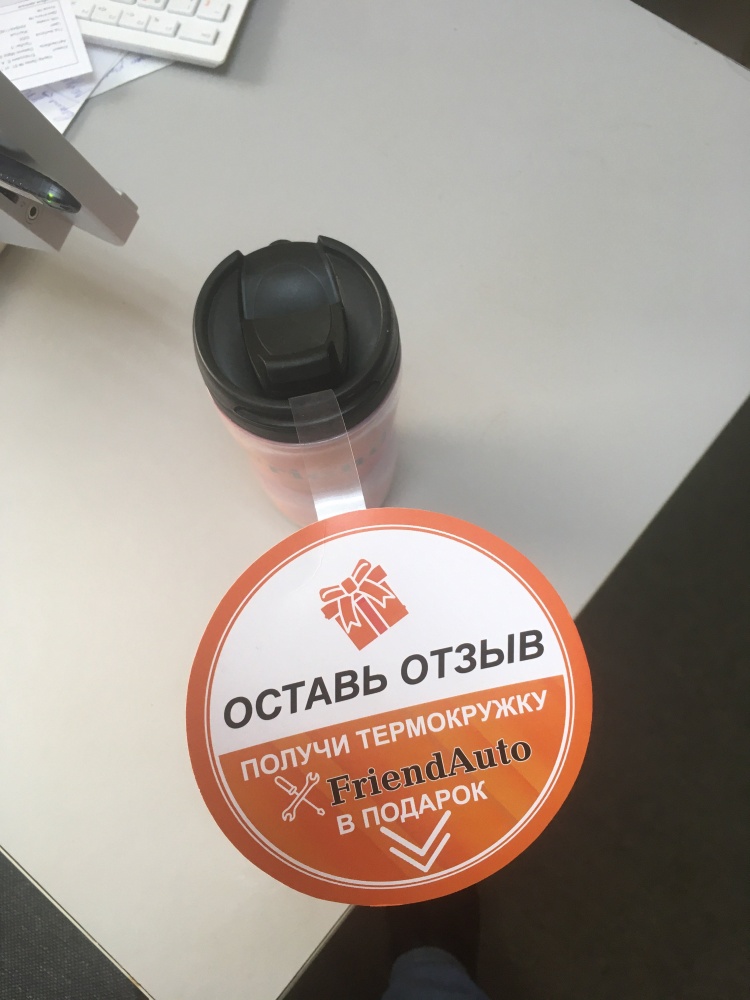 ОСТАВЬ ОТЗЫВ
ПОЛУЧИ ТЕРМОКРУЖКУ
FriendAuto
В ПОДАРОК